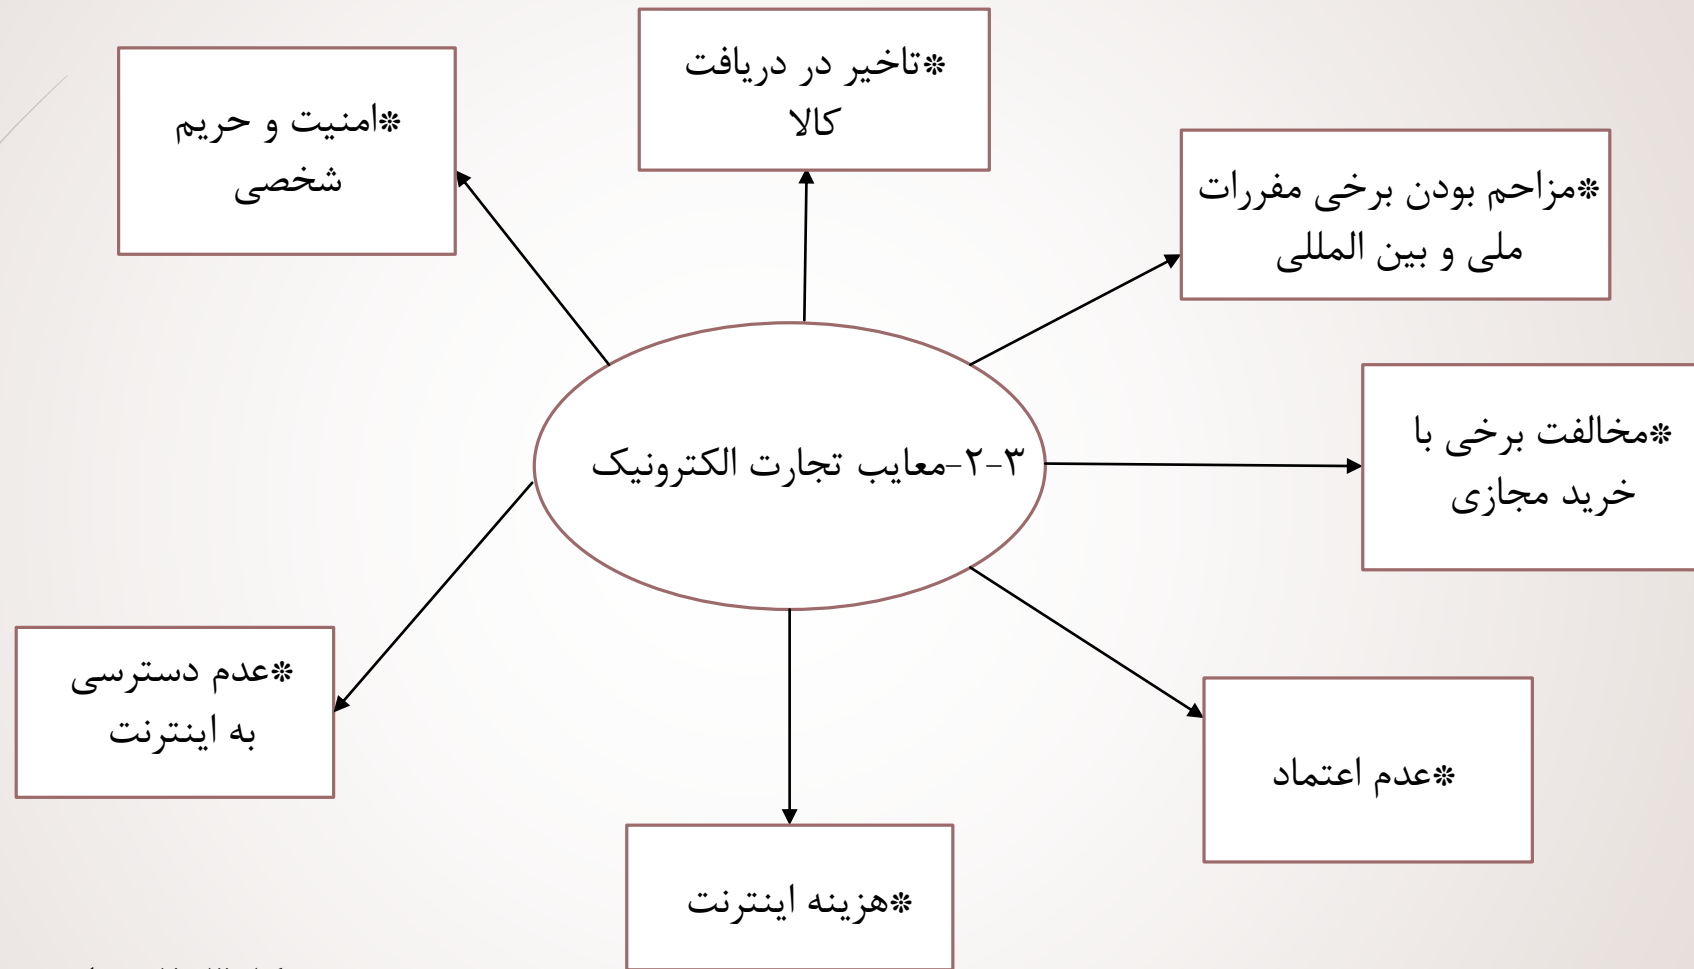 *تاخیر در دریافت
کالا
*امنیت و حریم
شخصی
*مزاحم بودن برخی مفررات
ملی و بین المللی
*مخالفت برخی با
خرید مجازی
۲-۳-معایب تجارت الکترونیک
*عدم دسترسی
به اینترنت
*عدم اعتماد
*هزینه اینترنت